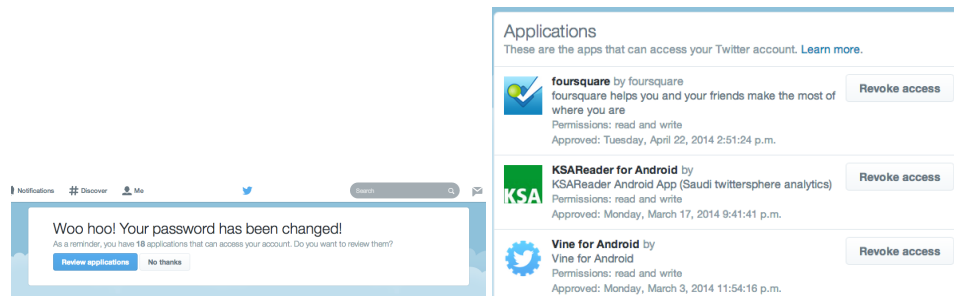 Notifications # Discover Me Search
Woo hoo! Your password has been changed!
As a reminder, you have 18 applications that can access your account. Do you want to review them?
Review applications No thanks
Applications
These are the apps that can access your Twitter account. Learn more.
foursquare by foursquare
foursquare helps you and your friends make the most of
where you are
Permissions: read and write
Approved: Tuesday, April 22, 2014 2:51:24 p.m.
Revoke access
KSA
KSAReader for Android by
KSAReader Android App (Saudi twittersphere analytics)
Permissions: read and write
Approved: Monday, March 17, 2014 9:41:41 p.m.
Revoke access
Vine for Android by
Vine for Android
Permissions: read and write
Approved: Monday, March 3, 2014 11:54:16 p.m.
Revoke access